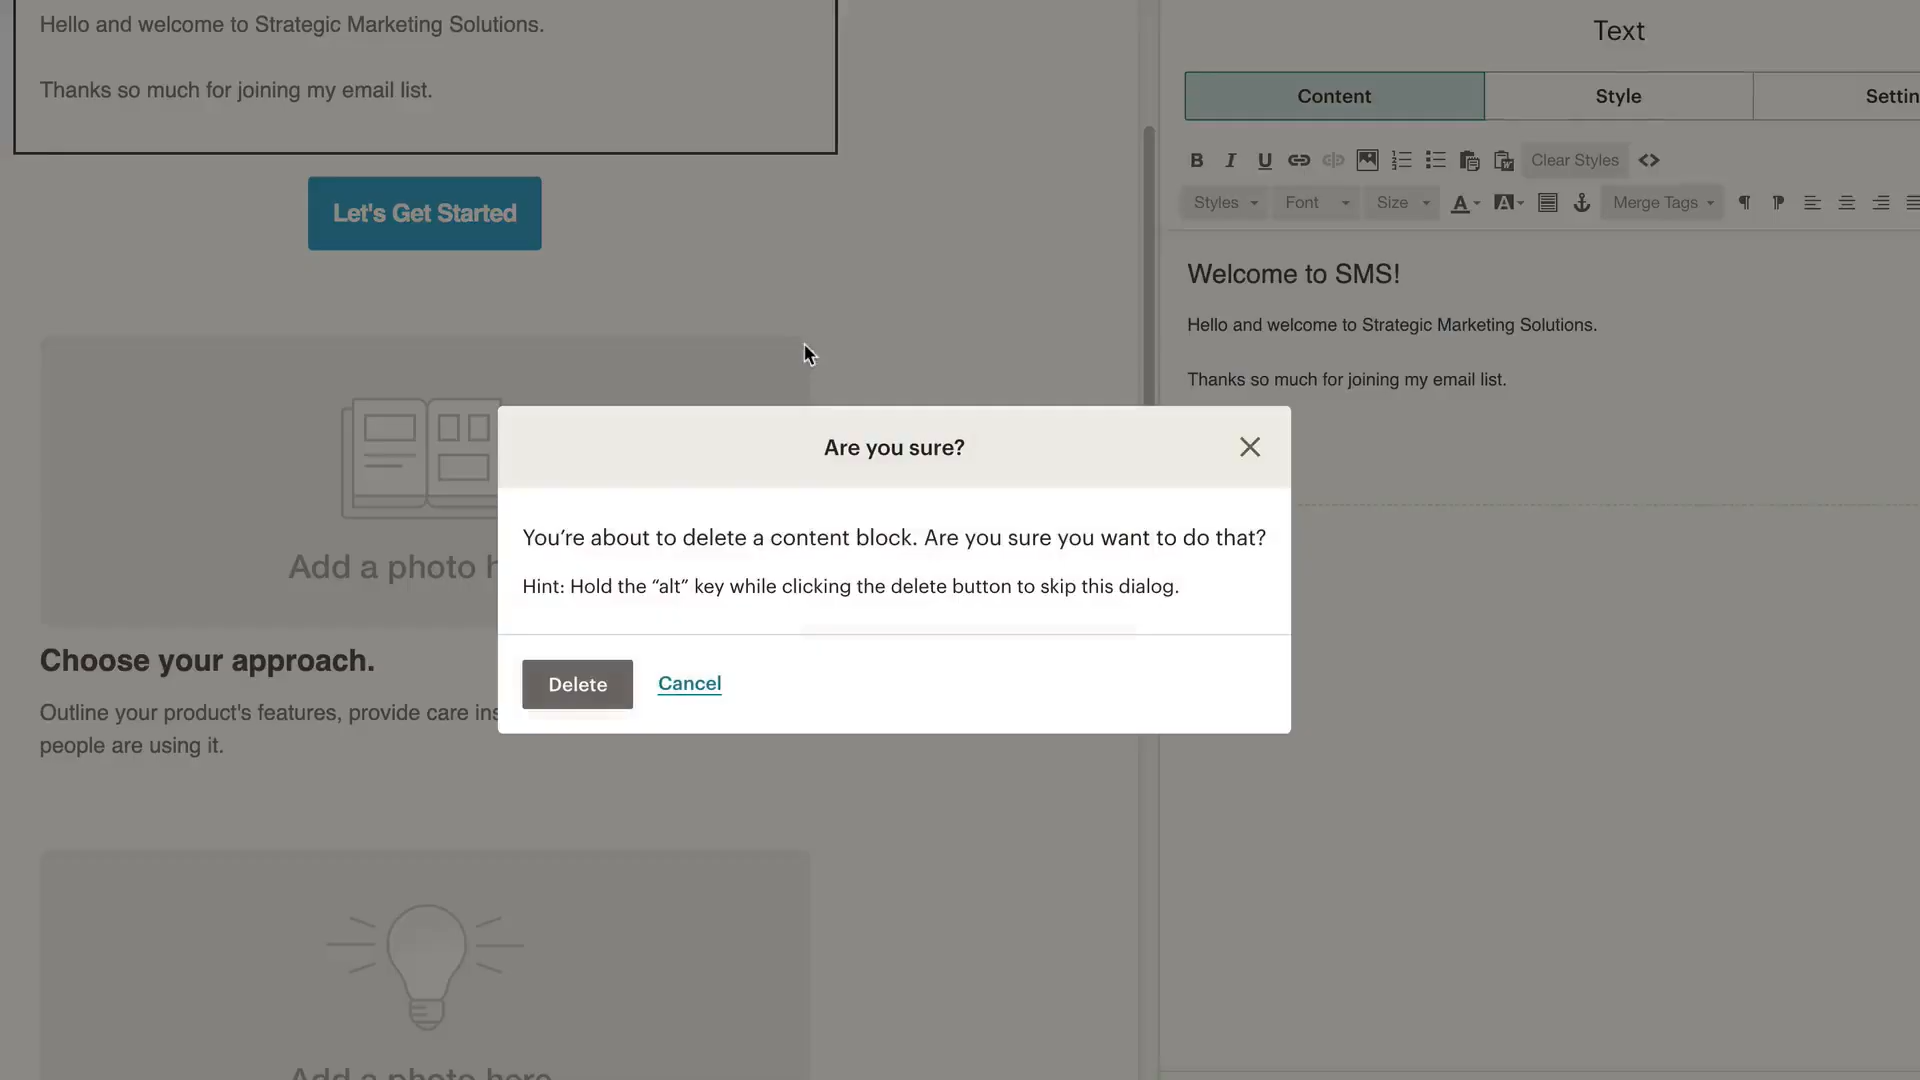 Hello and welcome to Strategic Marketing Solutions.
Thanks so much for joining my email list.
Let's Get Started
Add a photo h
Choose your approach.
Outline your product's features, provide care ins
people are using it.
Add a photo here
Text
Content Style Settin
B I U Clear Styles
Styles Font Size A A Merge Tags
Welcome to SMS!
Hello and welcome to Strategic Marketing Solutions.
Thanks so much for joining my email list.
Are you sure?
You're about to delete a content block. Are you sure you want to do that?
Hint: Hold the “alt” key while clicking the delete button to skip this dialog.
Delete Cancel